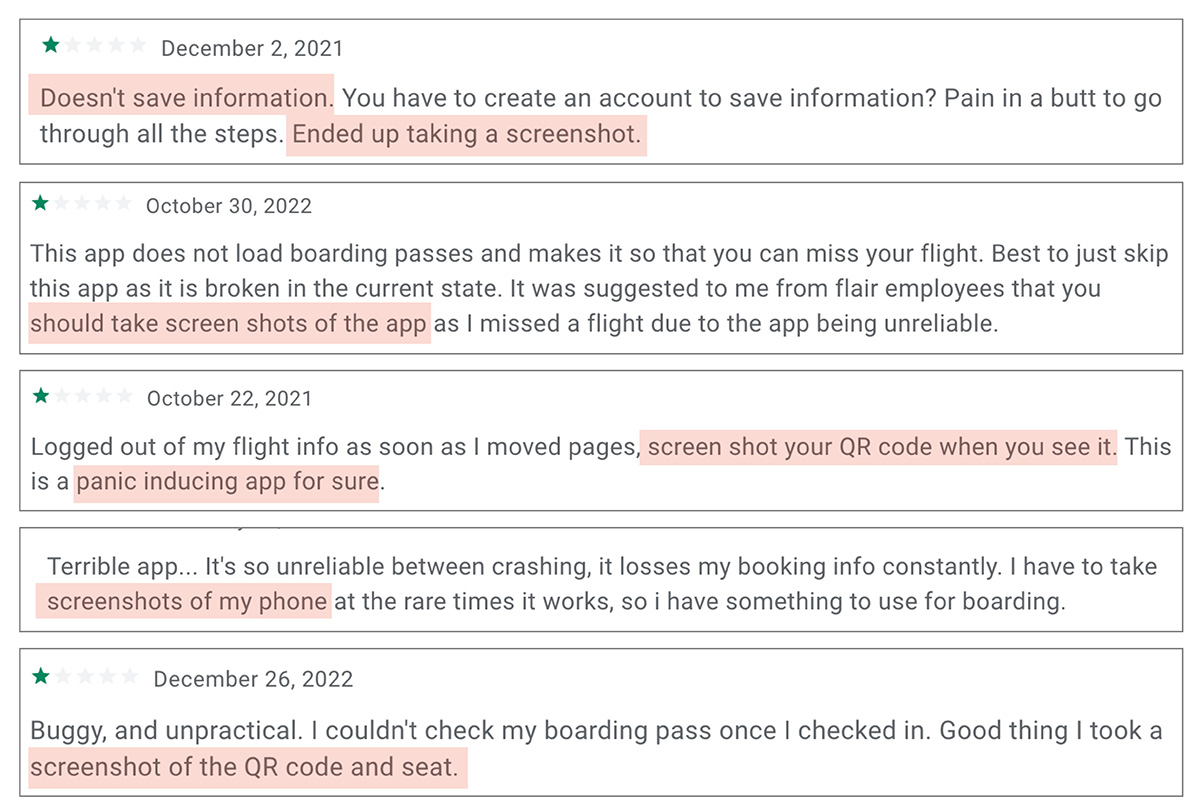 December 2, 2021
Doesn't save information. You have to create an account to save information? Pain in a butt to go
through all the steps. Ended up taking a screenshot.
October 30, 2022
This app does not load boarding passes and makes it so that you can miss your flight. Best to just skip
this app as it is broken in the current state. It was suggested to me from flair employees that you
should take screen shots of the app as I missed a flight due to the app being unreliable.
October 22, 2021
Logged out of my flight info as soon as I moved pages, screen shot your QR code when you see it. This
is a panic inducing app for sure.
Terrible app... It's so unreliable between crashing, it losses my booking info constantly. I have to take
screenshots of my phone at the rare times it works, so i have something to use for boarding.
December 26, 2022
Buggy, and unpractical. I couldn't check my boarding pass once I checked in. Good thing I took a
screenshot of the QR code and seat.